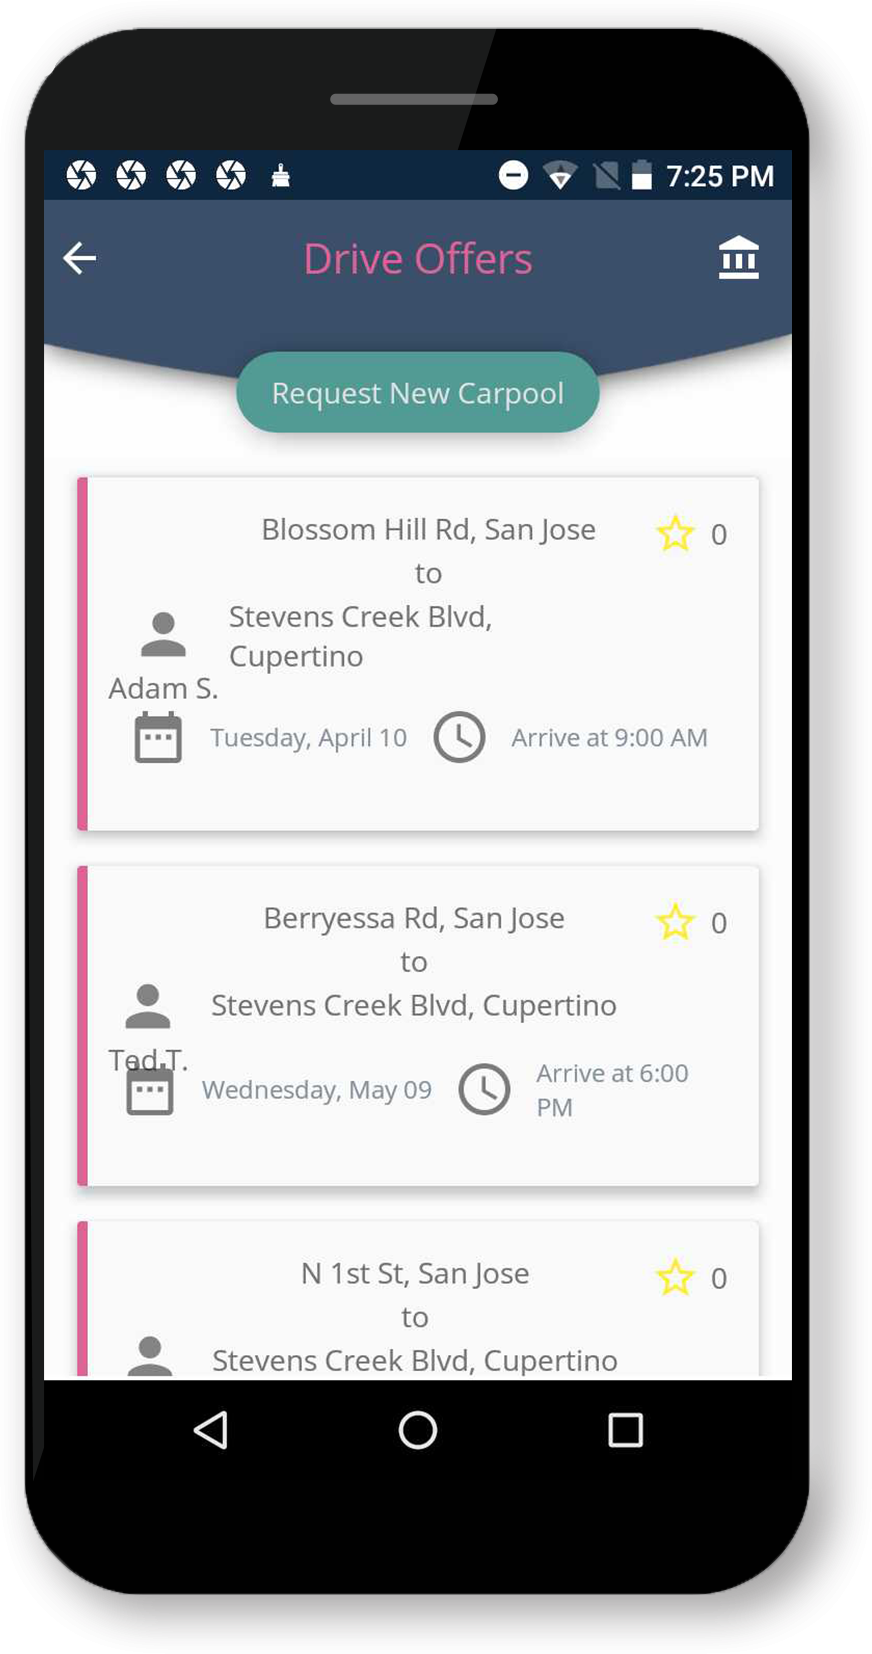 7:25 PM
Drive Offers
Request New Carpool
Blossom Hill Rd, San Jose
0
to
Stevens Creek Blvd,
Cupertino
Adam S.
Tuesday, April 10
Arrive at 9:00 AM
Berryessa Rd, San Jose
0
to
Stevens Creek Blvd, Cupertino
Ted T.
Wednesday, May 09
Arrive at 6:00
PM
N 1st St, San Jose
0
to
Stevens Creek Blvd, Cupertino